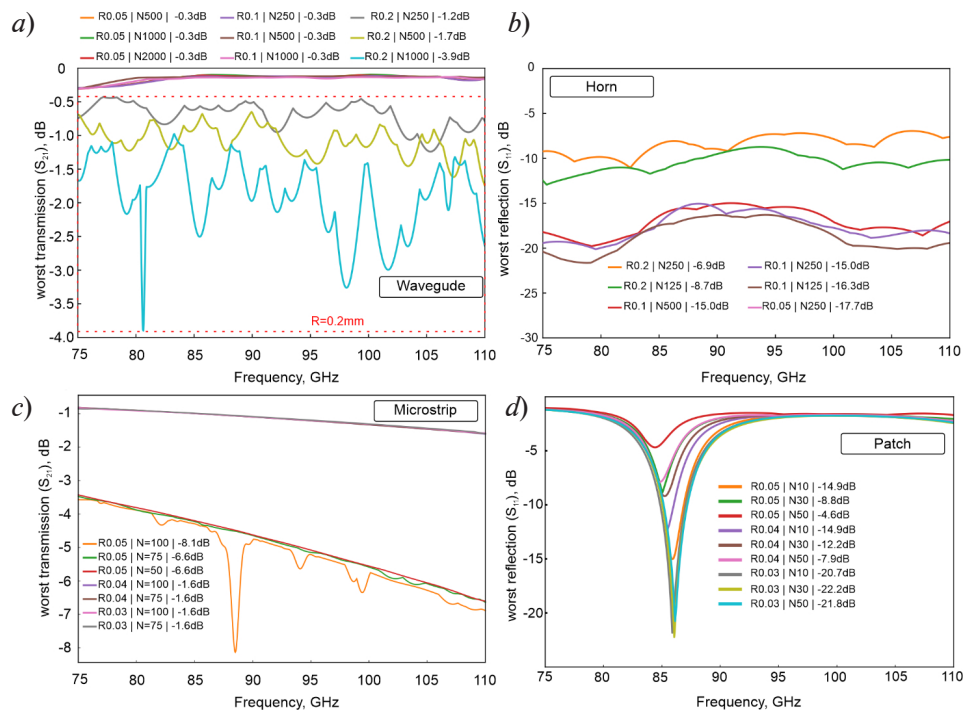 a)
R0.05 | N500 | -0.3dB R0.1 | N250 | -0.3dB R0.2 | N250 | -1.2dB
R0.05 | N1000 | -0.3dB R0.1 | N500 | -0.3dB R0.2 | N500 | -1.7dB
R0.05 | N2000 | -0.3dB R0.1 | N1000 | -0.3dB R0.2 | N1000 | -3.9dB
worst transmission (S21), dB
0
-0.5
-1.0
-1.5
-2.0
-2.5
-3.0
-3.5
-4.0
Wavegude
R=0.2mm
75 80 85 90 95 100 105 110
Frequency, GHz
b)
worst reflection (S11), dB
0
-5
-10
-15
-20
-25
-30
Horn
R0.2 | N250 | -6.9dB R0.1 | N250 | -15.0dB
R0.2 | N125 | -8.7dB R0.1 | N125 | -16.3dB
R0.1 | N500 | -15.0dB R0.05 | N250 | -17.7dB
75 80 85 90 95 100 105 110
Frequency, GHz
c)
worst transmission (S21), dB
-1
-2
-3
-4
-5
-6
-7
-8
Microstrip
R0.05 | N=100 | -8.1dB
R0.05 | N=75 | -6.6dB
R0.05 | N=50 | -6.6dB
R0.04 | N=100 | -1.6dB
R0.04 | N=75 | -1.6dB
R0.03 | N=100 | -1.6dB
R0.03 | N=75 | -1.6dB
75 80 85 90 95 100 105 110
Frequency, GHz
d)
worst reflection (S11), dB
-5
-10
-15
-20
Patch
R0.05 | N10 | -14.9dB
R0.05 | N30 | -8.8dB
R0.05 | N50 | -4.6dB
R0.04 | N10 | -14.9dB
R0.04 | N30 | -12.2dB
R0.04 | N50 | -7.9dB
R0.03 | N10 | -20.7dB
R0.03 | N30 | -22.2dB
R0.03 | N50 | -21.8dB
75 80 85 90 95 100 105 110
Frequency, GHz